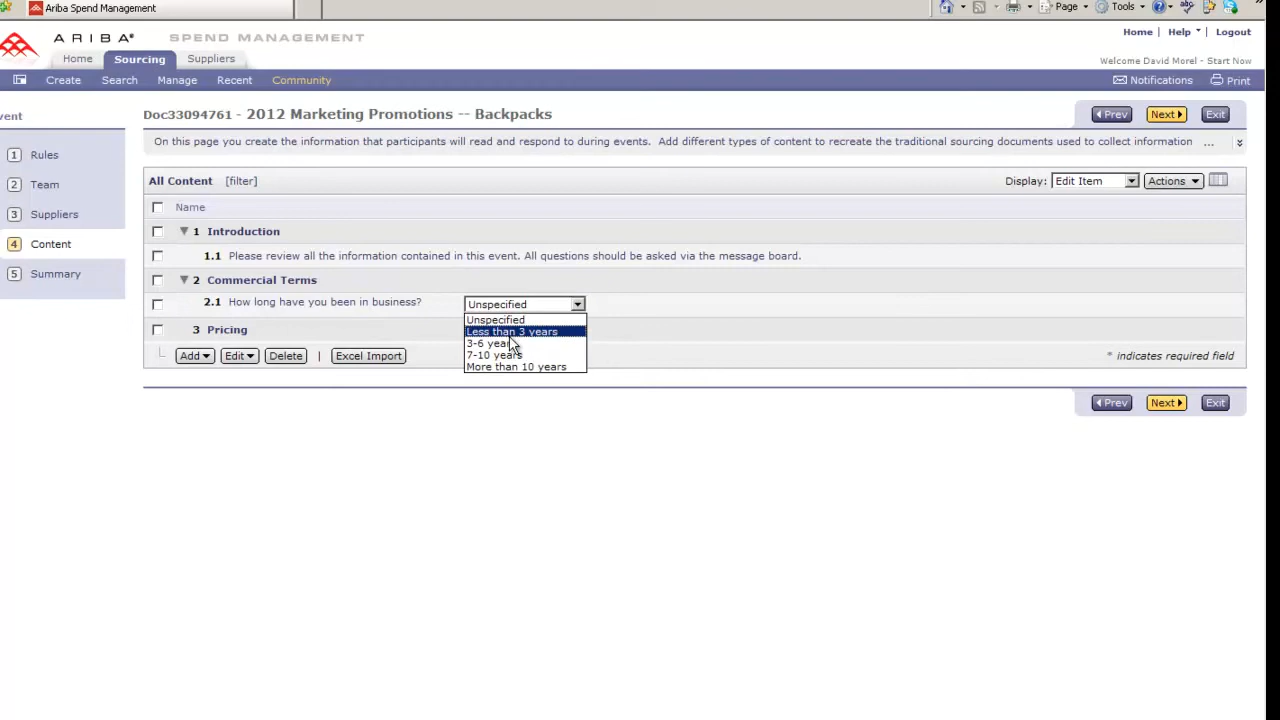 Ariba Spend Management
Page
Tools
ARIBA SPEND MANAGEMENT
Home | Help | Logout
Home Sourcing Suppliers
Welcome David Morel - Start Now
Create Search Manage Recent Community Notifications Print
vent
Doc33094761 - 2012 Marketing Promotions -- Backpacks
Prev Next Exit
On this page you create the information that participants will read and respond to during events. Add different types of content to recreate the traditional sourcing documents used to collect information ...
1 Rules
2 Team
3 Suppliers
4 Content
5 Summary
All Content [filter] Display: Edit Item Actions
Name
1 Introduction
1.1 Please review all the information contained in this event. All questions should be asked via the message board.
2 Commercial Terms
2.1 How long have you been in business? Unspecified
Unspecified
Less than 3 years
3-6 year
7-10 years
More than 10 years
3 Pricing
Add Edit Delete | Excel Import * indicates required field
Prev Next Exit